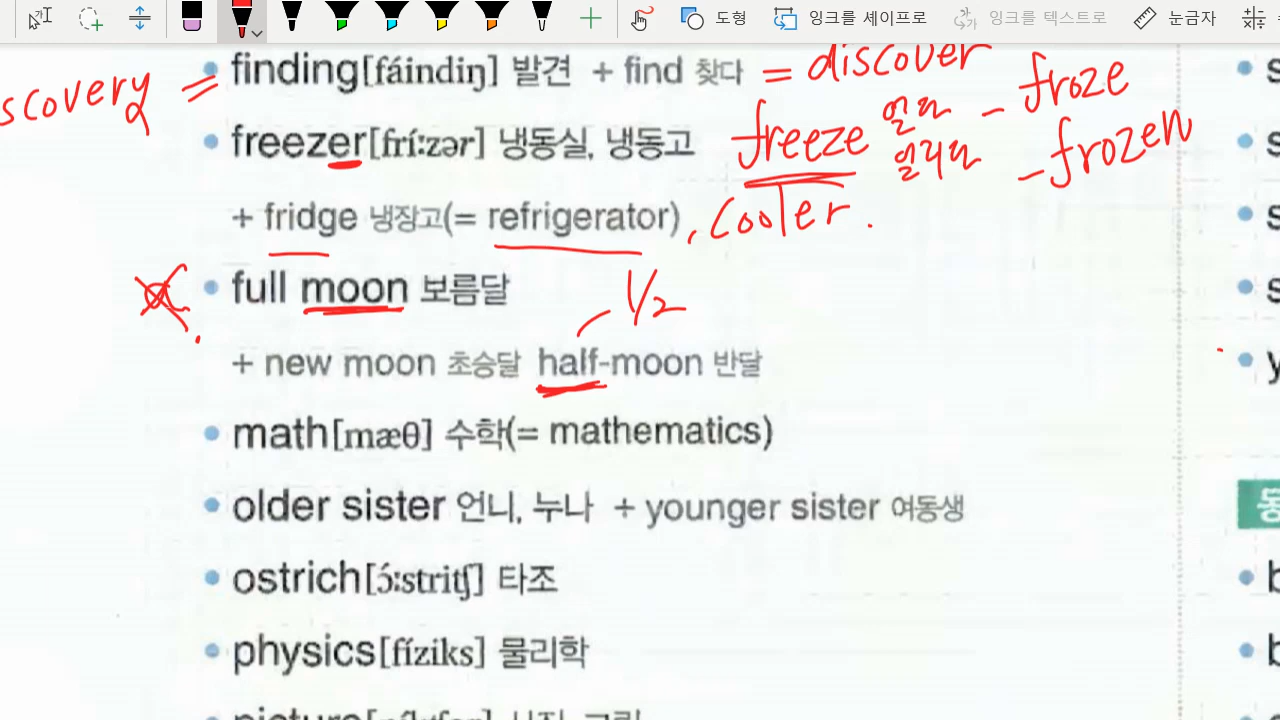 도형 잉크를 셰이프로 잉크를 텍스트로 눈금자
scovery = finding[fáindiŋ] 발견 + find 찾다 = discover
freezer[fríːzər] 냉동실, 냉동고 freeze 얼다 - froze
얼리다 - frozen
+ fridge 냉장고(= refrigerator), cooler.
full moon 보름달
1/2
+ new moon 초승달 half-moon 반달
math[mæθ] 수학(= mathematics)
older sister 언니, 누나 + younger sister 여동생
ostrich[ɔ́ːstritʃ] 타조
physics[fíziks] 물리학